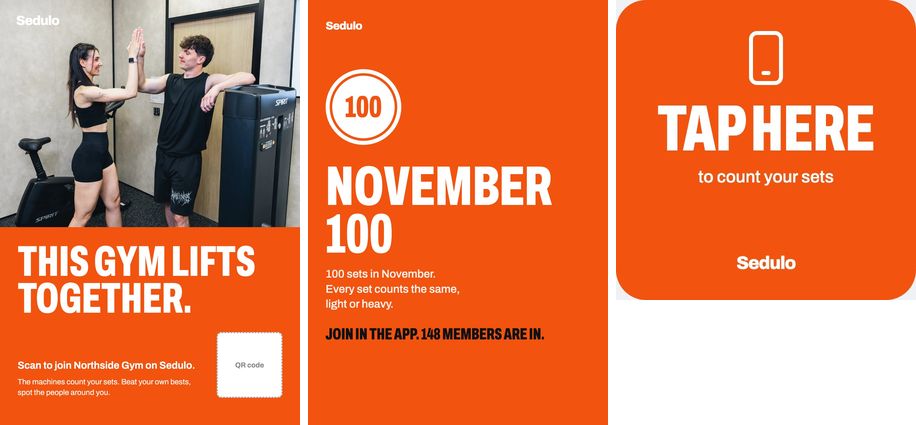 Sedulo
SPIRIT
SPIRIT
THIS GYM LIFTS
TOGETHER.
Scan to join Northside Gym on Sedulo.
The machines count your sets. Beat your own bests,
spot the people around you.
QR code
Sedulo
100
NOVEMBER
100
100 sets in November.
Every set counts the same,
light or heavy.
JOIN IN THE APP. 148 MEMBERS ARE IN.
TAP HERE
to count your sets
Sedulo